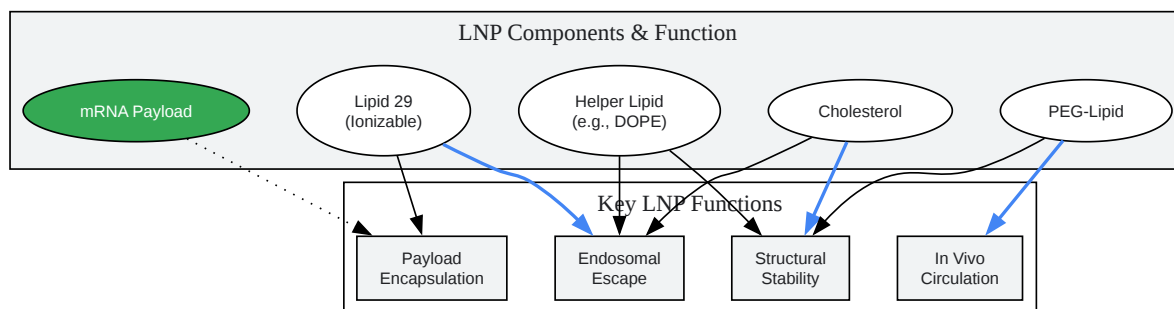 LNP Components & Function
mRNA Payload
Lipid 29
(Ionizable)
Helper Lipid
(e.g., DOPE)
Cholesterol
PEG-Lipid
Key LNP Functions
Payload
Encapsulation
Endosomal
Escape
Structural
Stability
In Vivo
Circulation